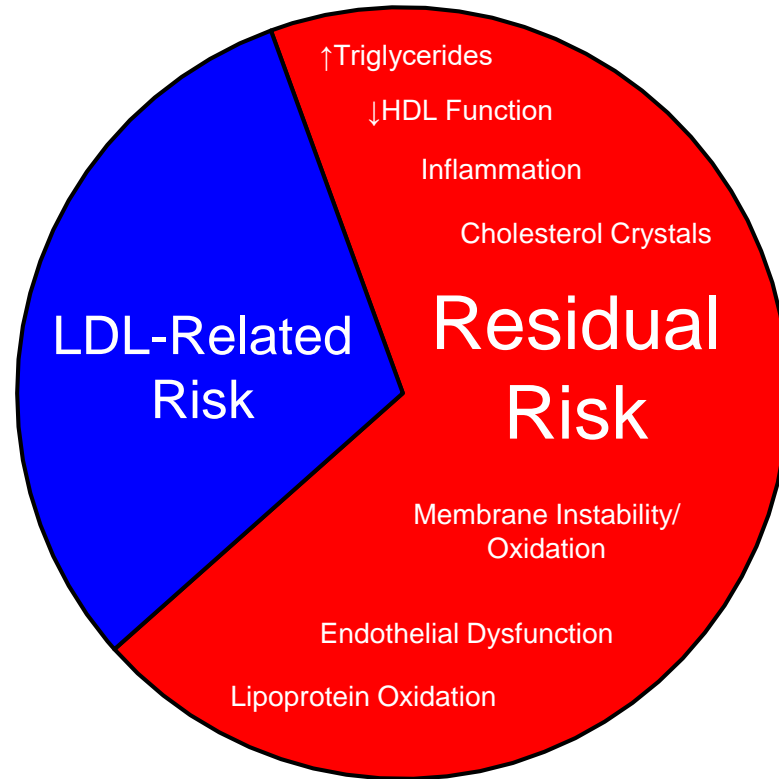 ↑Triglycerides
↓HDL Function
Inflammation
Cholesterol Crystals
LDL-Related
Risk
Residual
Risk
Membrane Instability/
Oxidation
Endothelial Dysfunction
Lipoprotein Oxidation